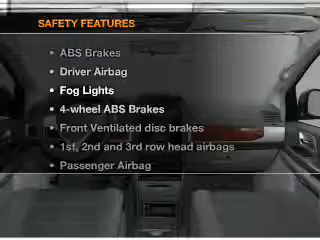 SAFETY FEATURES
• ABS Brakes
• Driver Airbag
• Fog Lights
• 4-wheel ABS Brakes
• Front Ventilated disc brakes
• 1st, 2nd and 3rd row head airbags
• Passenger Airbag